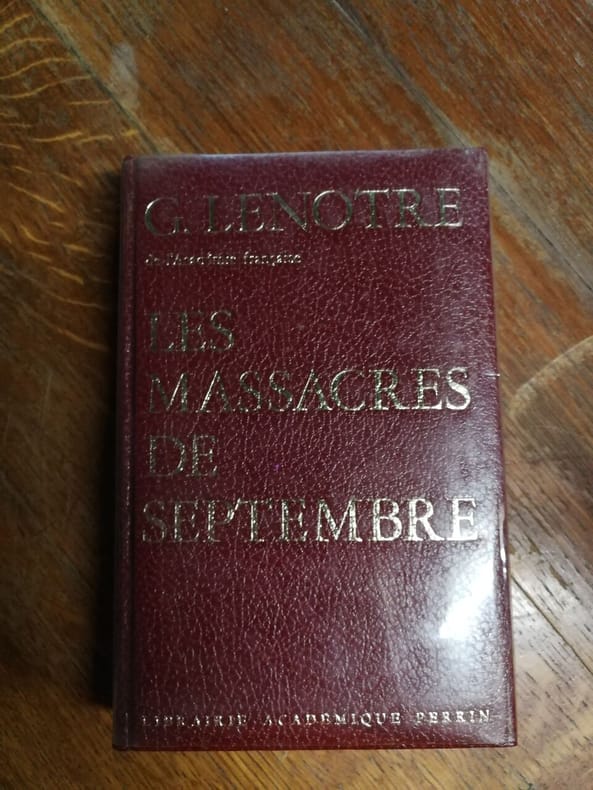 G. LENOTRE
de l'Académie française
LES
MASSACRES
DE
SEPTEMBRE
LIBRAIRIE ACADÉMIQUE PERRIN